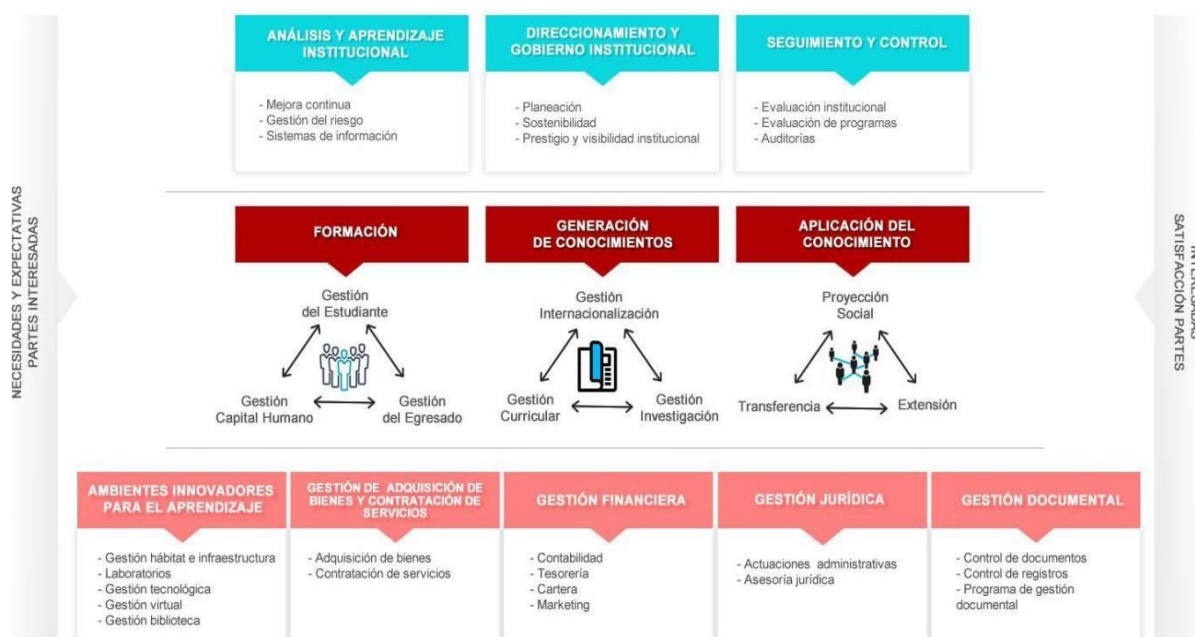 NECESIDADES Y EXPECTATIVAS
PARTES INTERESADAS
ANÁLISIS Y APRENDIZAJE
INSTITUCIONAL
- Mejora continua
- Gestión del riesgo
- Sistemas de información
DIRECCIONAMIENTO Y
GOBIERNO INSTITUCIONAL
- Planeación
- Sostenibilidad
- Prestigio y visibilidad institucional
SEGUIMIENTO Y CONTROL
- Evaluación institucional
- Evaluación de programas
- Auditorías
FORMACIÓN
Gestión
del Estudiante
Gestión
Capital Humano
Gestión
del Egresado
GENERACIÓN
DE CONOCIMIENTOS
Gestión
Internacionalización
Gestión
Curricular
Gestión
Investigación
APLICACIÓN DEL
CONOCIMIENTO
Proyección
Social
Transferencia
Extensión
AMBIENTES INNOVADORES
PARA EL APRENDIZAJE
- Gestión hábitat e infraestructura
- Laboratorios
- Gestión tecnológica
- Gestión virtual
- Gestión biblioteca
GESTIÓN DE ADQUISICIÓN DE
BIENES Y CONTRATACIÓN DE
SERVICIOS
- Adquisición de bienes
- Contratación de servicios
GESTIÓN FINANCIERA
- Contabilidad
- Tesorería
- Cartera
- Marketing
GESTIÓN JURÍDICA
- Actuaciones administrativas
- Asesoría jurídica
GESTIÓN DOCUMENTAL
- Control de documentos
- Control de registros
- Programa de gestión
documental
SATISFACCIÓN PARTES
INTERESADAS